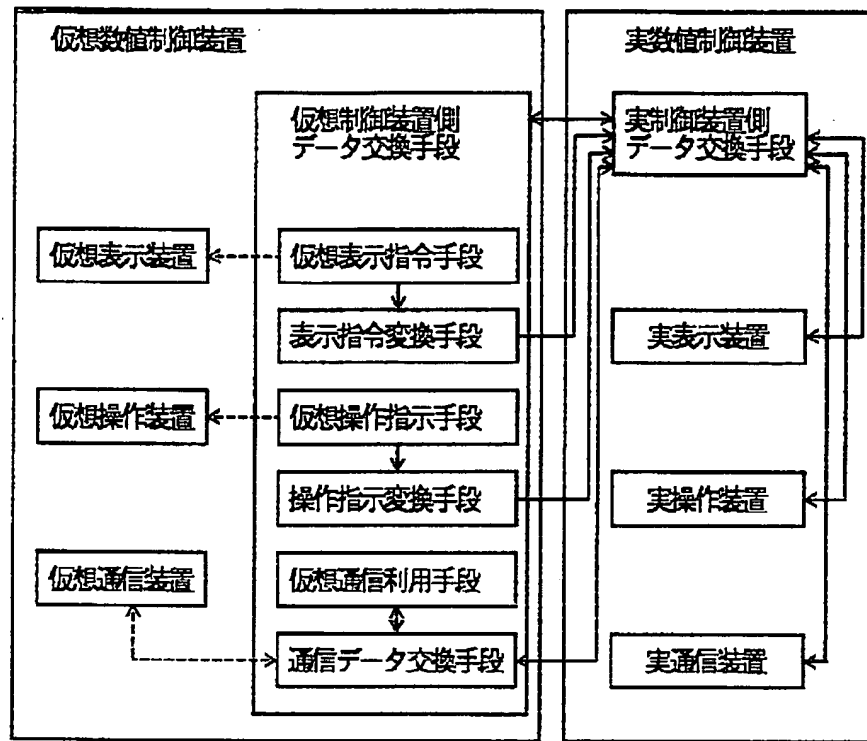 仮想数値制御装置
実数値制御装置
仮想制御装置側
データ交換手段
実制御装置側
データ交換手段
仮想表示装置
仮想表示指令手段
表示指令変換手段
実表示装置
仮想操作装置
仮想操作指示手段
操作指示変換手段
実操作装置
仮想通信装置
仮想通信利用手段
通信データ交換手段
実通信装置